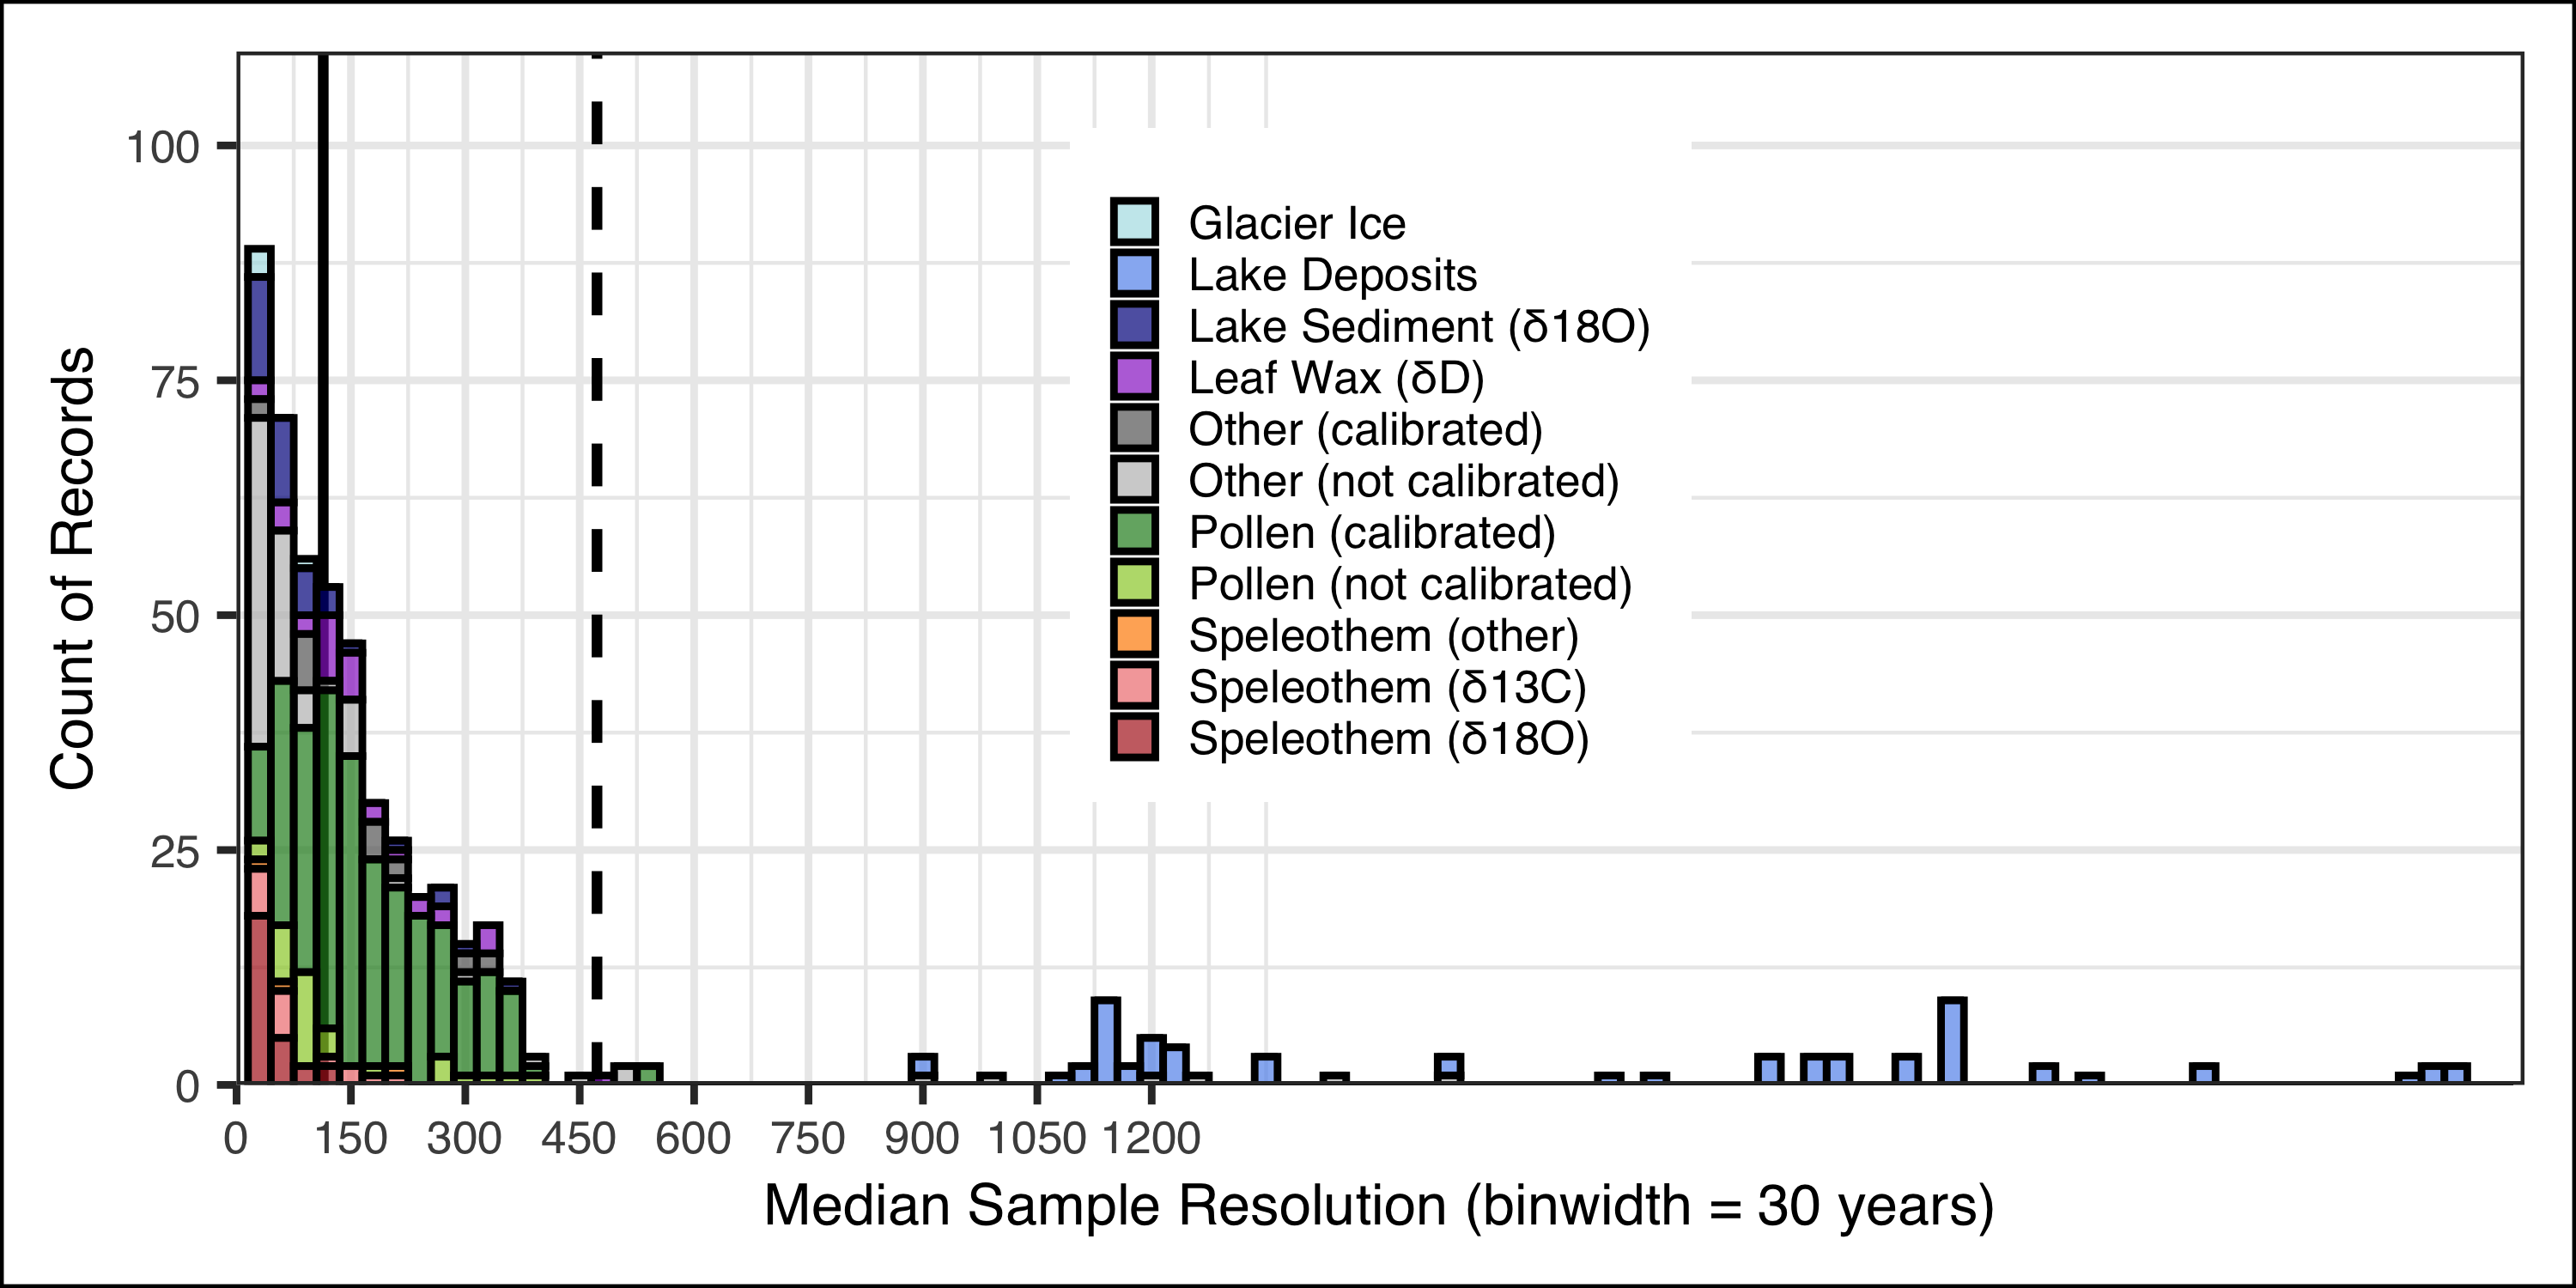 Count of Records
100
75
50
25
0
Glacier Ice
Lake Deposits
Lake Sediment (δ18O)
Leaf Wax (δD)
Other (calibrated)
Other (not calibrated)
Pollen (calibrated)
Pollen (not calibrated)
Speleothem (other)
Speleothem (δ13C)
Speleothem (δ18O)
0 150 300 450 600 750 900 1050 1200
Median Sample Resolution (binwidth = 30 years)